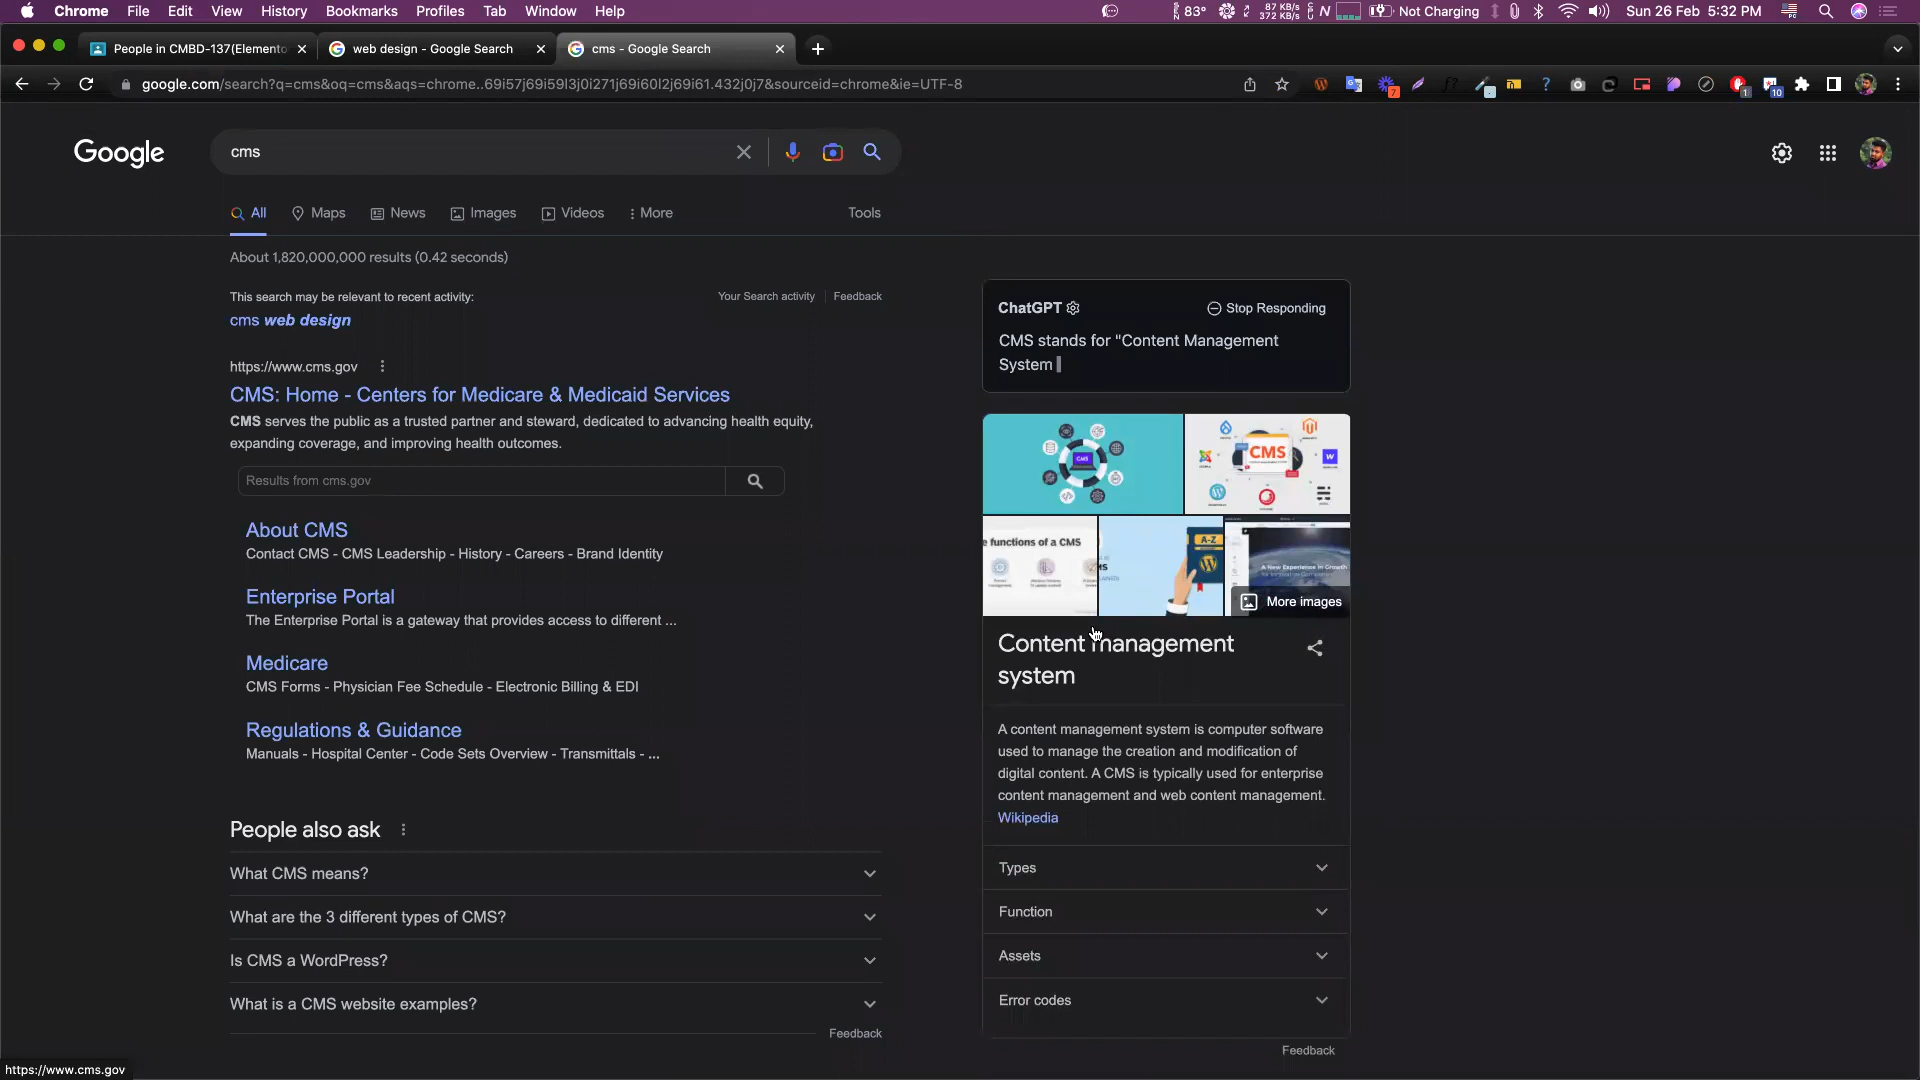 Chrome File Edit View History Bookmarks Profiles Tab Window Help
83° 87 KB/s 372 KB/s Not Charging Sun 26 Feb 5:32 PM
People in CMBD-137(Elemento
web design - Google Search
cms - Google Search
google.com/search?q=cms&oq=cms&aqs=chrome..69i57j69i59l3j0i271j69i60l2j69i61.432j0j7&sourceid=chrome&ie=UTF-8
7
1
10
Google
cms
All Maps News Images Videos More Tools
About 1,820,000,000 results (0.42 seconds)
This search may be relevant to recent activity:
Your Search activity Feedback
cms web design
https://www.cms.gov
CMS: Home - Centers for Medicare & Medicaid Services
CMS serves the public as a trusted partner and steward, dedicated to advancing health equity,
expanding coverage, and improving health outcomes.
Results from cms.gov
About CMS
Contact CMS - CMS Leadership - History - Careers - Brand Identity
Enterprise Portal
The Enterprise Portal is a gateway that provides access to different ...
Medicare
CMS Forms - Physician Fee Schedule - Electronic Billing & EDI
Regulations & Guidance
Manuals - Hospital Center - Code Sets Overview - Transmittals - ...
People also ask
What CMS means?
What are the 3 different types of CMS?
Is CMS a WordPress?
What is a CMS website examples?
Feedback
ChatGPT Stop Responding
CMS stands for "Content Management
System
CMS
CMS
e functions of a CMS
A-Z
A New Experience in Growth
More images
Content management
system
A content management system is computer software
used to manage the creation and modification of
digital content. A CMS is typically used for enterprise
content management and web content management.
Wikipedia
Types
Function
Assets
Error codes
Feedback
https://www.cms.gov